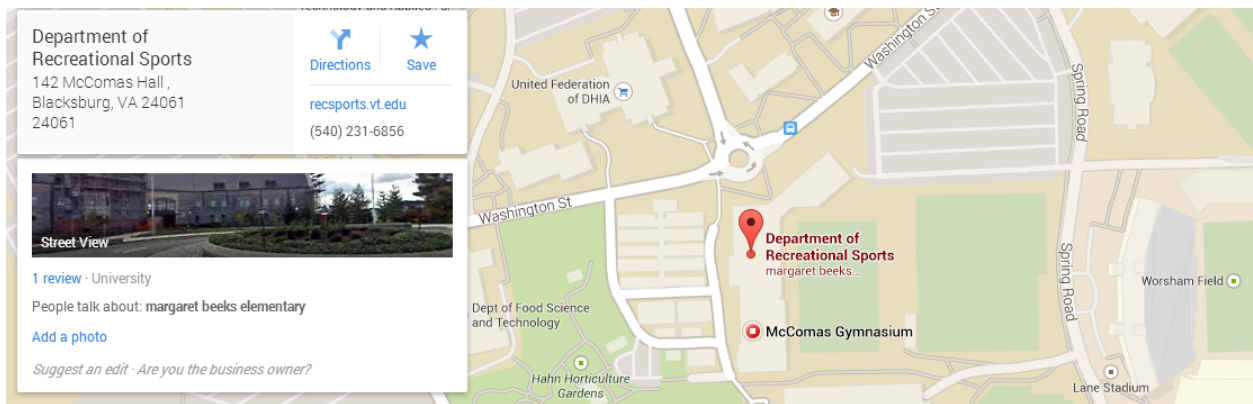 Department of
Recreational Sports
142 McComas Hall ,
Blacksburg, VA 24061
24061
Directions
Save
recsports.vt.edu
(540) 231-6856
Street View
1 review · University
People talk about: margaret beeks elementary
Add a photo
Suggest an edit · Are you the business owner?
United Federation
of DHIA
Washington St
Washington St
Spring Road
Department of
Recreational Sports
margaret beeks...
Spring Road
Worsham Field
Dept of Food Science
and Technology
McComas Gymnasium
Hahn Horticulture
Gardens
Lane Stadium